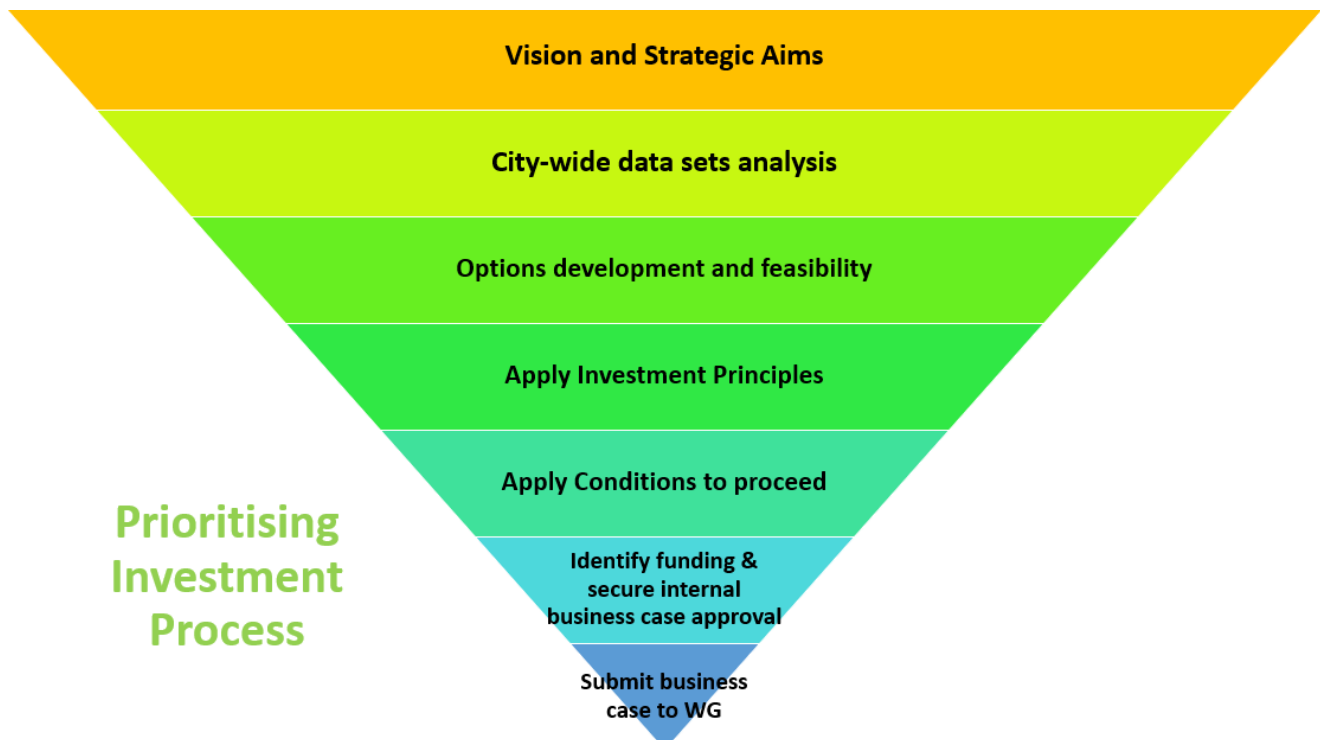 Vision and Strategic Aims
City-wide data sets analysis
Options development and feasibility
Apply Investment Principles
Apply Conditions to proceed
Identify funding &
secure internal
business case approval
Submit business
case to WG
Prioritising
Investment
Process